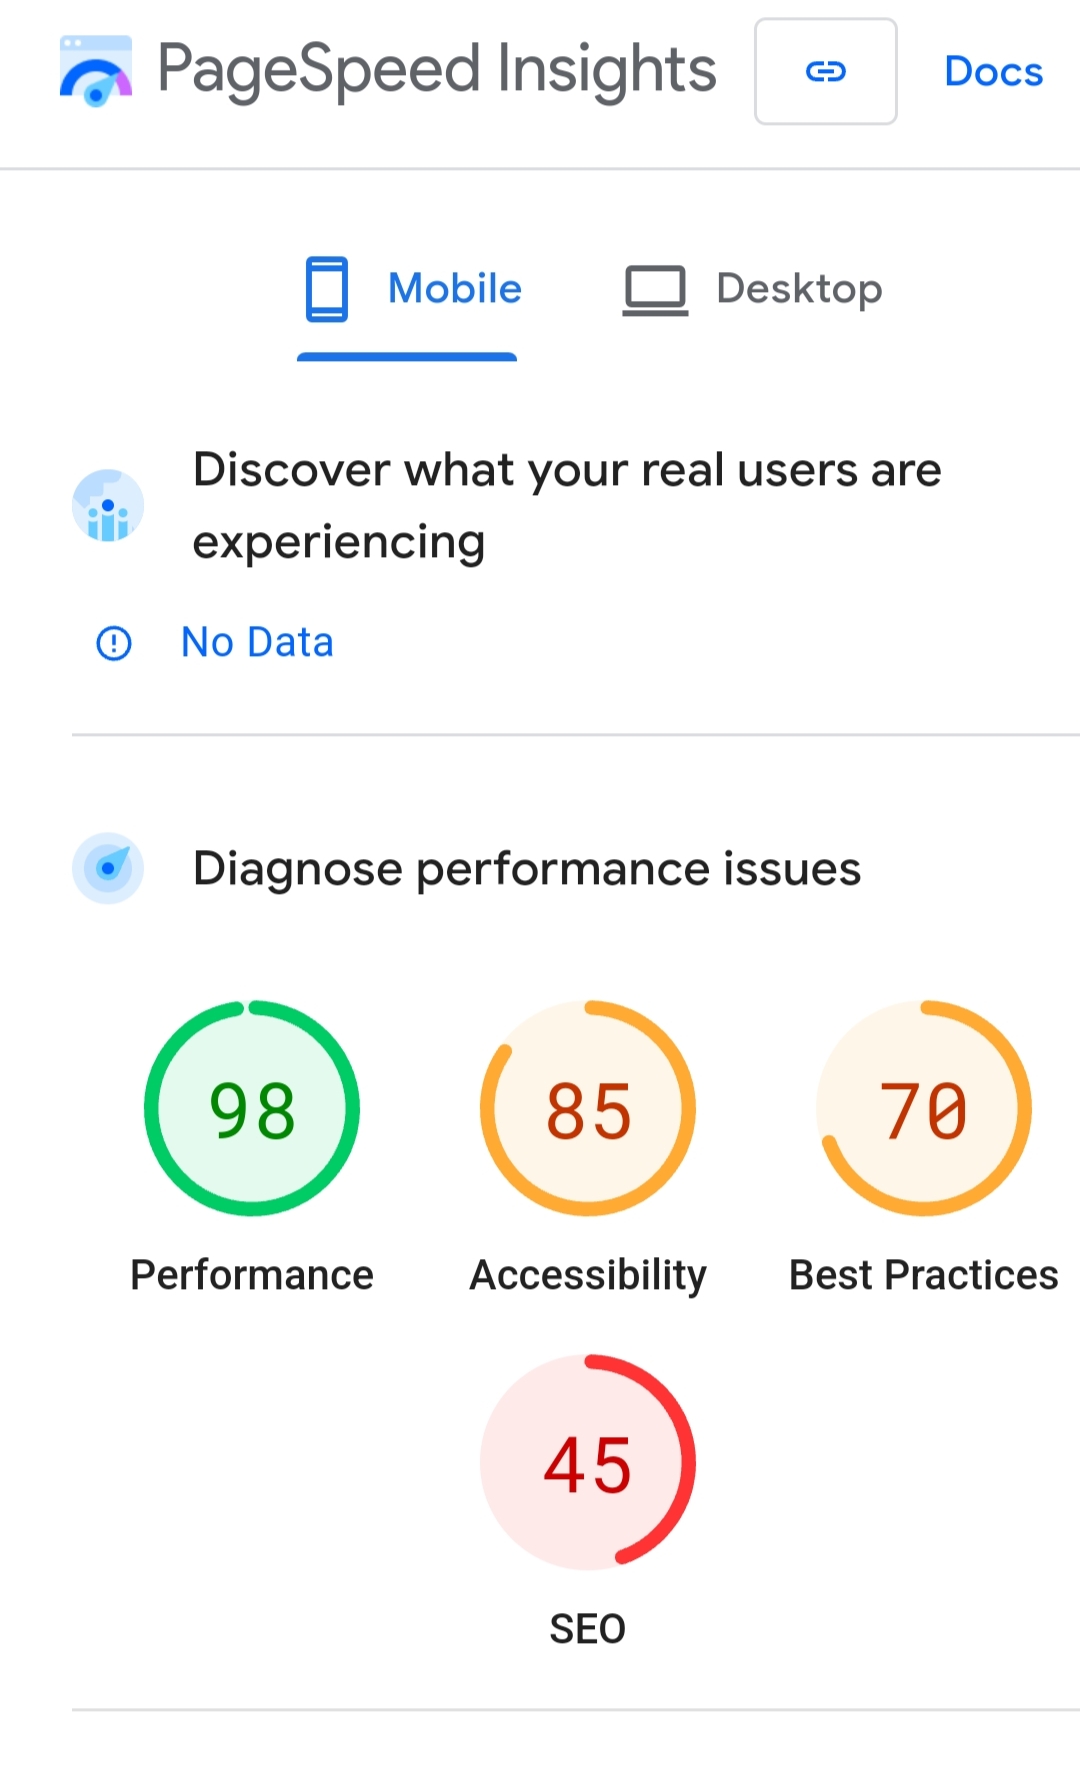 PageSpeed Insights
Docs
Mobile
Desktop
Discover what your real users are
experiencing
No Data
Diagnose performance issues
98
85
70
Performance
Accessibility
Best Practices
45
SEO